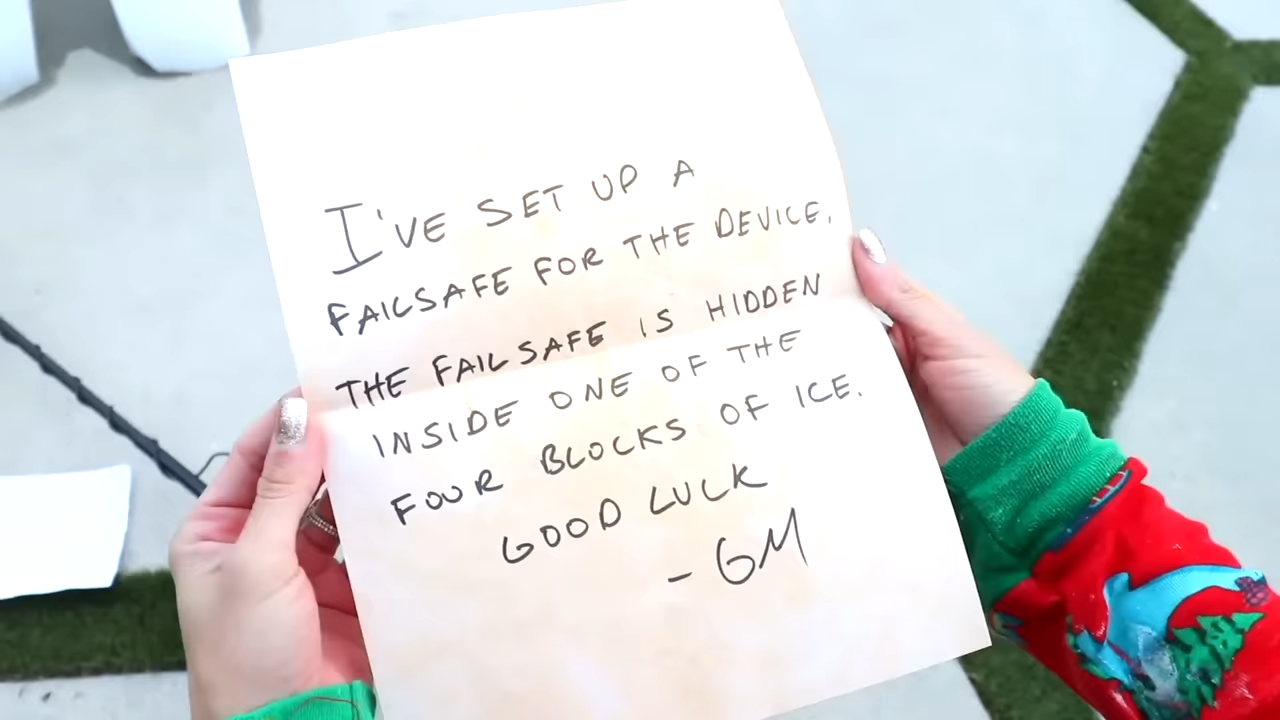 I'VE SET UP A
FAILSAFE FOR THE DEVICE.
THE FAILSAFE IS HIDDEN
INSIDE ONE OF THE
FOUR BLOCKS OF ICE.
GOOD LUCK
- GM